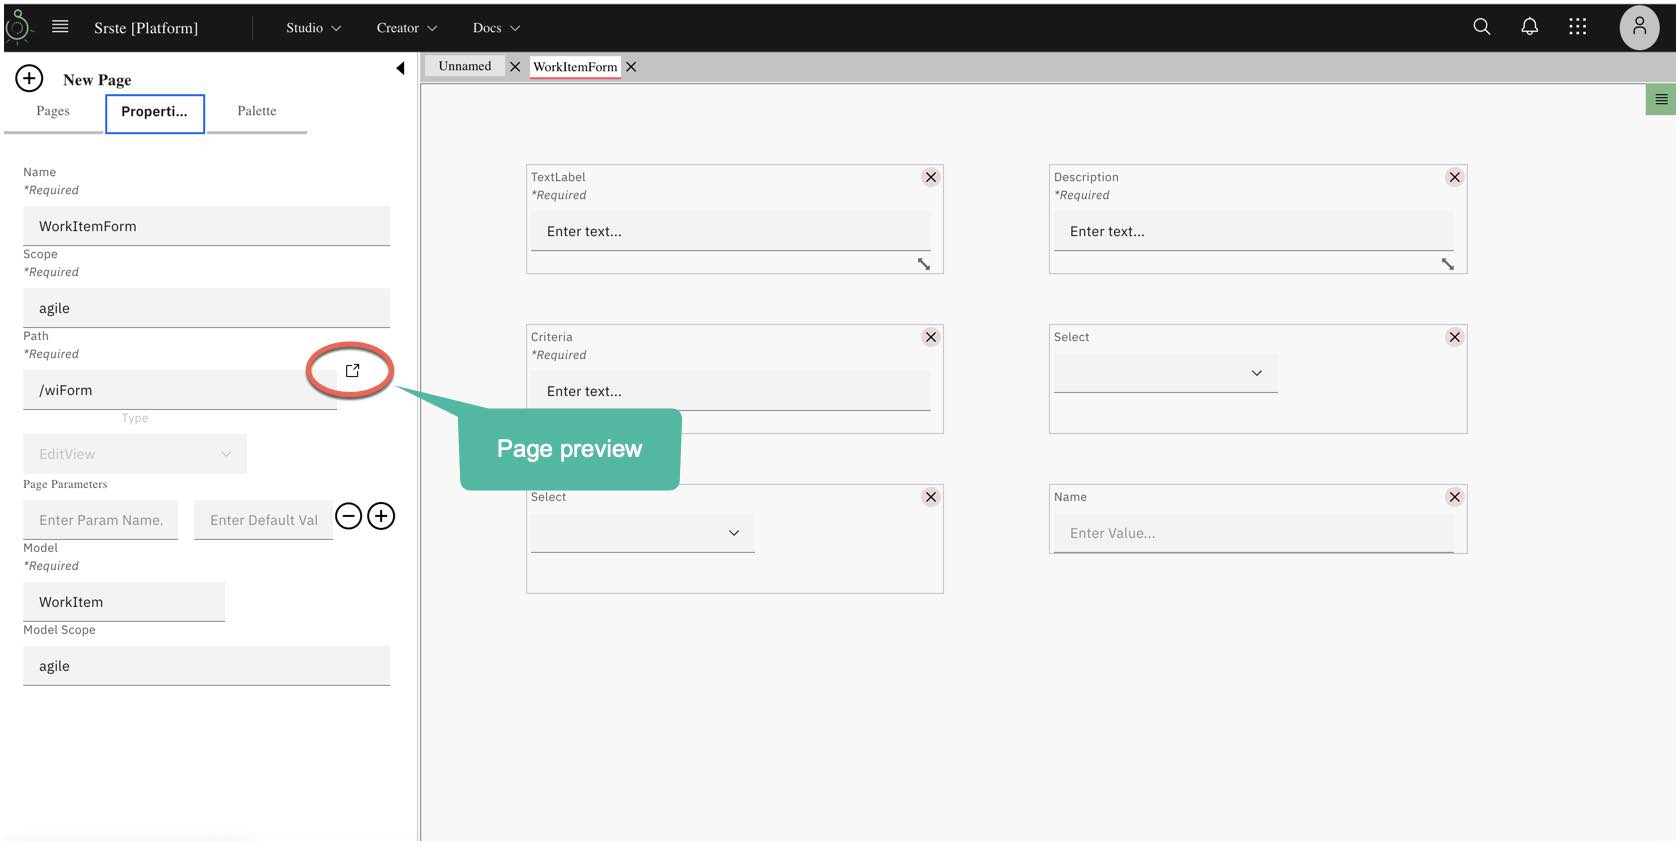 Srste [Platform] Studio Creator Docs
New Page
Pages Properti... Palette
Name
*Required
WorkItemForm
Scope
*Required
agile
Path
*Required
/wiForm
Type
EditView
Page Parameters
Enter Param Name. Enter Default Val
Model
*Required
WorkItem
Model Scope
agile
Unnamed WorkItemForm
TextLabel
*Required
Enter text...
Description
*Required
Enter text...
Criteria
*Required
Enter text...
Select
Page preview
Select
Name
Enter Value...